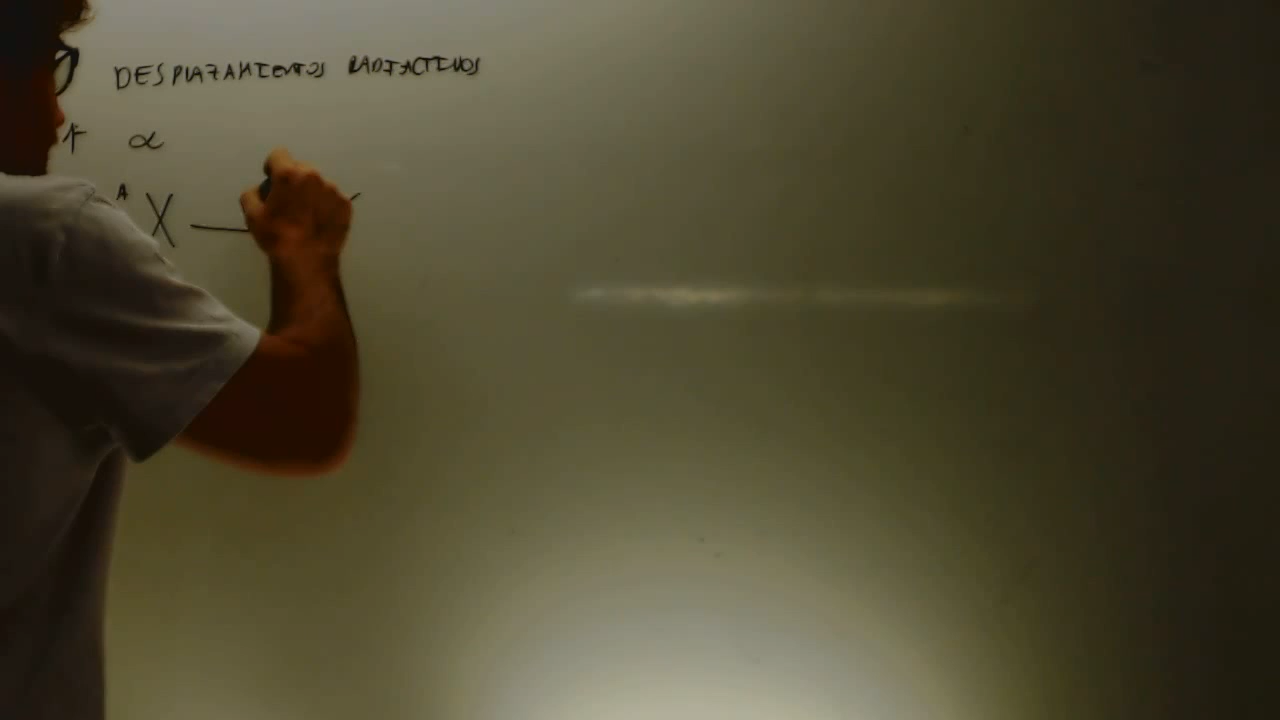 DESPLAZAMIENTOS RADIACTIVOS
α
A X